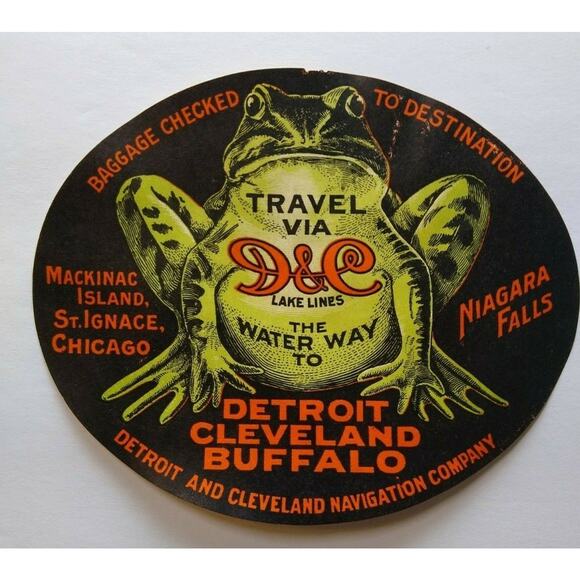 BAGGAGE CHECKED TO DESTINATION
TRAVEL
VIA
D&C
LAKE LINES
THE
WATER WAY
TO
DETROIT
CLEVELAND
BUFFALO
MACKINAC
ISLAND,
ST. IGNACE,
CHICAGO
NIAGARA
FALLS
DETROIT AND CLEVELAND NAVIGATION COMPANY